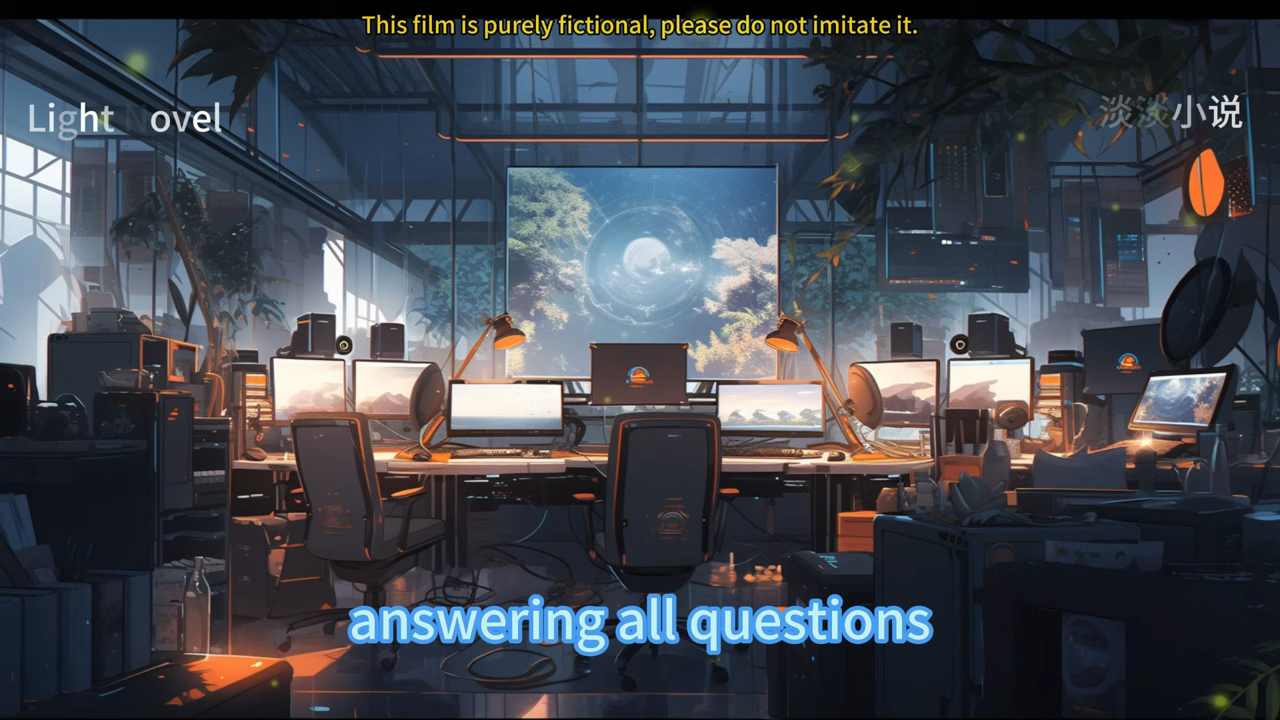 This film is purely fictional, please do not imitate it.
Light Novel
淡淡小说
answering all questions